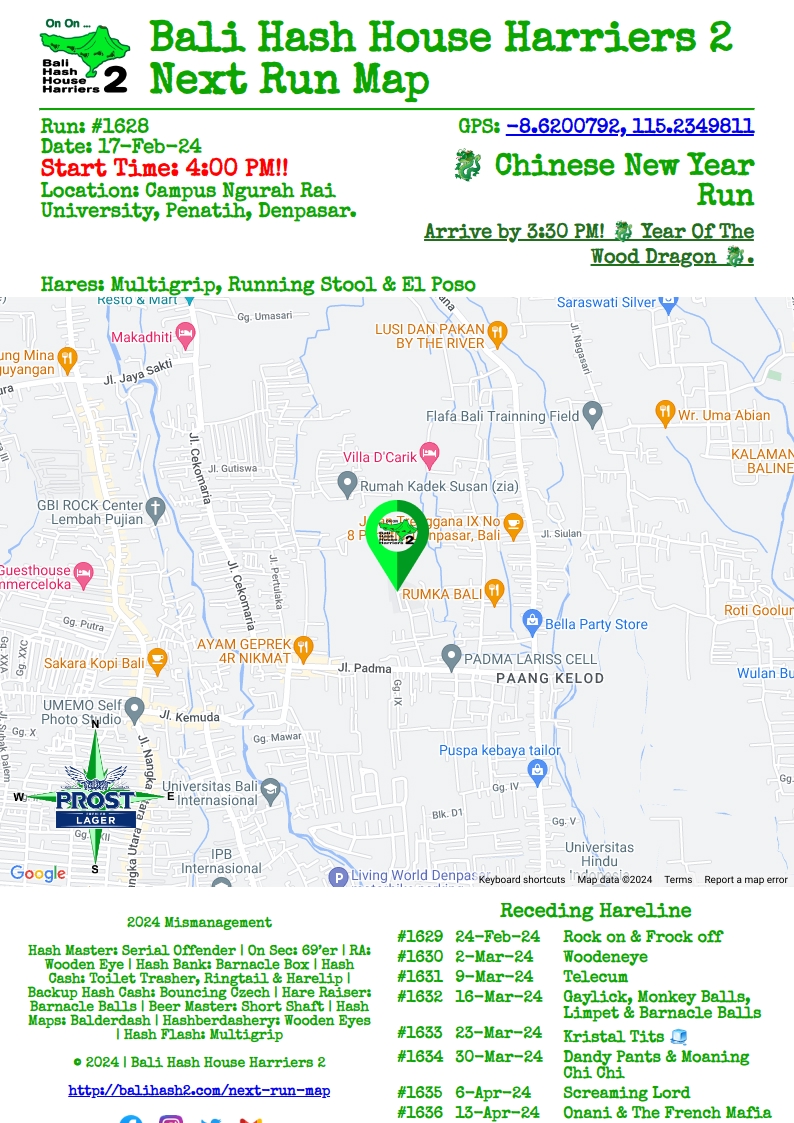 On On ...
Bali
Hash
House
Harriers 2
Bali Hash House Harriers 2
Next Run Map
Run: #1628
Date: 17-Feb-24
Start Time: 4:00 PM!!
Location: Campus Ngurah Rai
University, Penatih, Denpasar.
GPS: -8.6200792, 115.2349811
🐉 Chinese New Year
Run
Arrive by 3:30 PM! 🐉 Year Of The
Wood Dragon 🐉.
Hares: Multigrip, Running Stool & El Poso
Resto & Mart
Gg. Umasari
Saraswati Silver
Makadhiti
LUSI DAN PAKAN
BY THE RIVER
Jl. Nagasari
ung Mina
guyangan
Jl. Jaya Sakti
Flafa Bali Trainning Field
Wr. Uma Abian
Jl. Cekomaria
Villa D'Carik
KALAMAN
BALINE
Jl. Gutiswa
Rumah Kadek Susan (zia)
GBI ROCK Center
Lembah Pujian
ggana IX No
8 P
npasar, Bali
Jl. Siulan
Jl. Pertulaka
Jl. Cekomaria
Guesthouse
mmerceloka
RUMKA BALI
Roti Goolun
Gg. Putra
Bella Party Store
Gg. XXA
Gg. XXC
Sakara Kopi Bali
AYAM GEPREK
4R NIKMAT
Jl. Padma
PADMA LARISS CELL
PAANG KELOD
Wulan Bu
Gg. IX
UMEMO Self
Photo Studio
Jl. Kemuda
Gg. X
Jl. Subak Dalem
Gg. Mawar
Puspa kebaya tailor
N
W
E
S
PROST
LAGER
Jl. Nangka Utara
Universitas Bali
Internasional
Gg. IV
Blk. D1
Gg. V
Universitas
Hindu
Indonesia
IPB
Internasional
Living World Denpasar
motorbike parking
Google
Keyboard shortcuts
Map data ©2024
Terms
Report a map error
2024 Mismanagement
Hash Master: Serial Offender | On Sec: 69'er | RA:
Wooden Eye | Hash Bank: Barnacle Box | Hash
Cash: Toilet Trasher, Ringtail & Harelip |
Backup Hash Cash: Bouncing Czech | Hare Raiser:
Barnacle Balls | Beer Master: Short Shaft | Hash
Maps: Balderdash | Hashberdashery: Wooden Eyes
| Hash Flash: Multigrip
© 2024 | Bali Hash House Harriers 2
http://balihash2.com/next-run-map
Receding Hareline
#1629 24-Feb-24 Rock on & Frock off
#1630 2-Mar-24 Woodeneye
#1631 9-Mar-24 Telecum
#1632 16-Mar-24 Gaylick, Monkey Balls,
Limpet & Barnacle Balls
#1633 23-Mar-24 Kristal Tits 🧊
#1634 30-Mar-24 Dandy Pants & Moaning
Chi Chi
#1635 6-Apr-24 Screaming Lord
#1636 13-Apr-24 Onani & The French Mafia